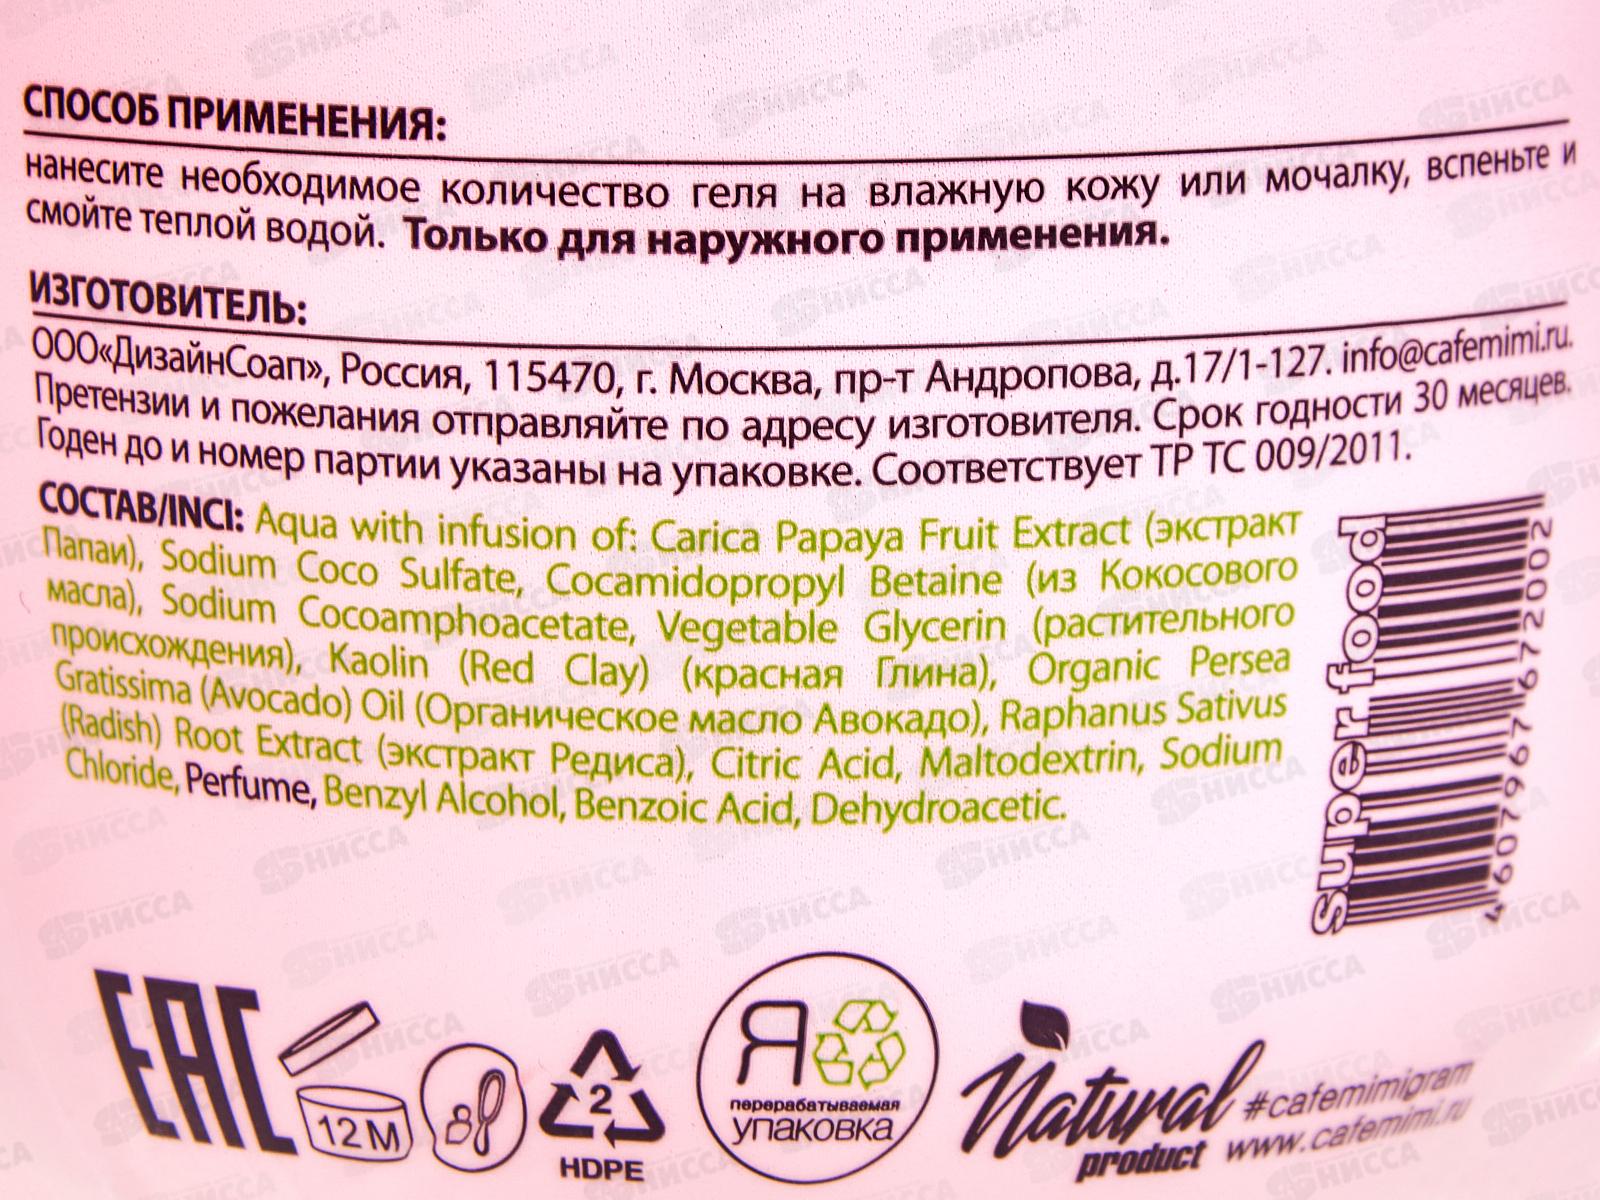 СПОСОБ ПРИМЕНЕНИЯ:
нанесите необходимое количество геля на влажную кожу или мочалку, вспеньте и
смойте теплой водой. Только для наружного применения.
ИЗГОТОВИТЕЛЬ:
ООО«ДизайнСоап», Россия, 115470, г. Москва, пр-т Андропова, д.17/1-127. info@cafemimi.ru.
Претензии и пожелания отправляйте по адресу изготовителя. Срок годности 30 месяцев.
Годен до и номер партии указаны на упаковке. Соответствует ТР ТС 009/2011.
СОСТАВ/INCI: Aqua with infusion of: Carica Papaya Fruit Extract (экстракт
Папаи), Sodium Coco Sulfate, Cocamidopropyl Betaine (из Кокосового
масла), Sodium Cocoamphoacetate, Vegetable Glycerin (растительного
происхождения), Kaolin (Red Clay) (красная Глина), Organic Persea
Gratissima (Avocado) Oil (Органическое масло Авокадо), Raphanus Sativus
(Radish) Root Extract (экстракт Редиса), Citric Acid, Maltodextrin, Sodium
Chloride, Perfume, Benzyl Alcohol, Benzoic Acid, Dehydroacetic.
super food
4 607967 672002
EAC
12 M
2
HDPE
Я
перерабатываемая
упаковка
Natural
product
#cafemimigram
www.cafemimi.ru
НИССА